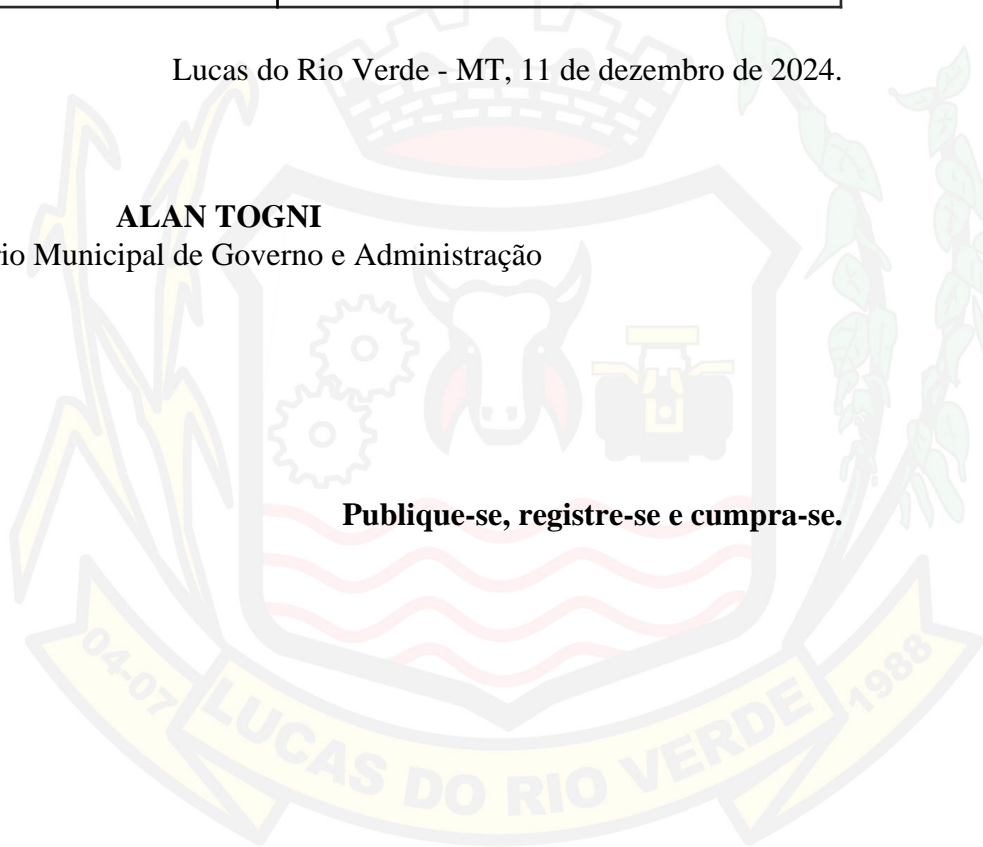 Lucas do Rio Verde - MT, 11 de dezembro de 2024.
ALAN TOGNI
io Municipal de Governo e Administração
Publique-se, registre-se e cumpra-se.
04-07 LUCAS DO RIO VERDE 1988